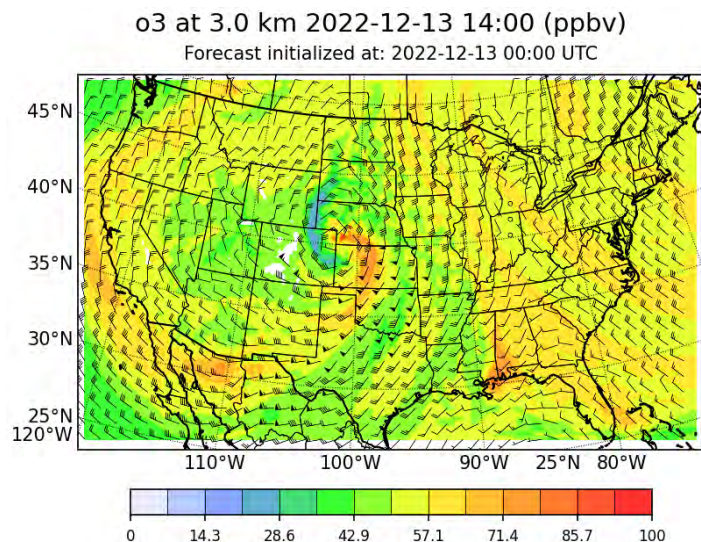 o3 at 3.0 km 2022-12-13 14:00 (ppbv)
Forecast initialized at: 2022-12-13 00:00 UTC
45°N
40°N
35°N
30°N
25°N
120°W
110°W 100°W 90°W 25°N 80°W
0 14.3 28.6 42.9 57.1 71.4 85.7 100